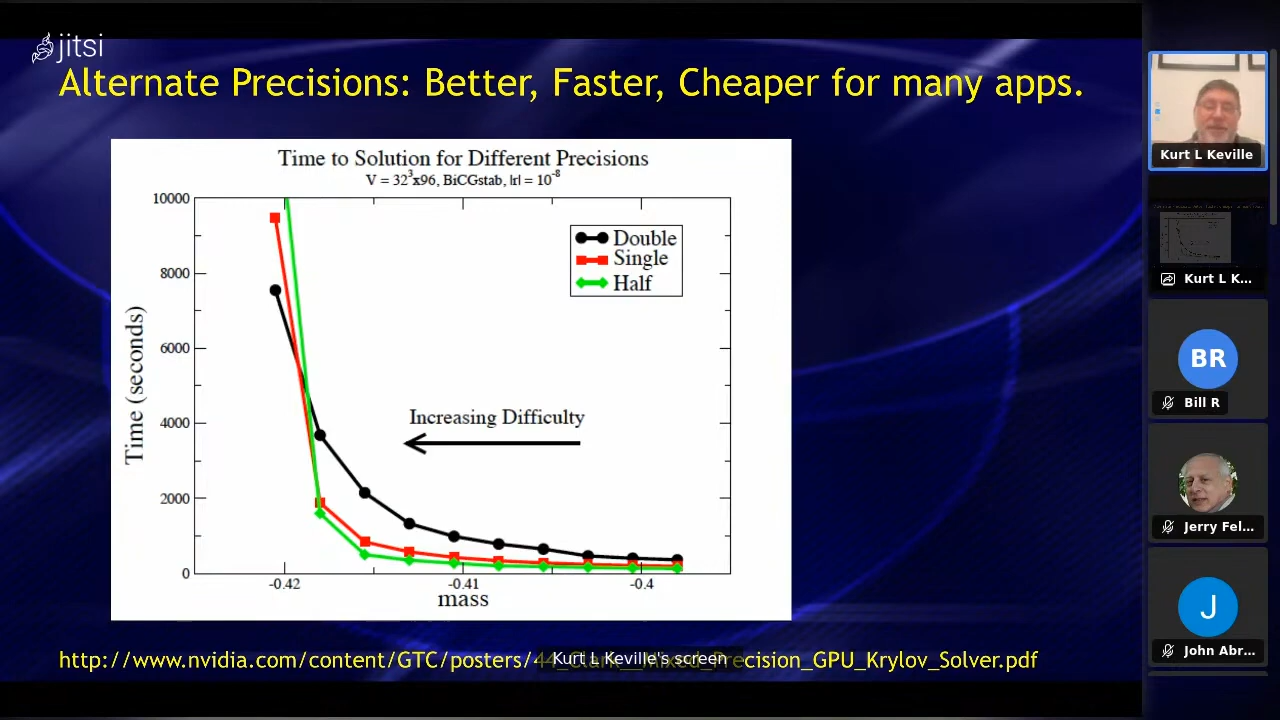 jitsi
Alternate Precisions: Better, Faster, Cheaper for many apps.
Time to Solution for Different Precisions
V = 32³x96, BiCGstab, |r| = 10⁻⁸
10000
8000
6000
4000
2000
0
Time (seconds)
Double
Single
Half
Increasing Difficulty
-0.42
-0.41
-0.4
mass
http://www.nvidia.com/content/GTC/posters/44_Clark__Mixed_Precision_GPU_Krylov_Solver.pdf
Kurt L Keville's screen
Kurt L Keville
Kurt L K...
BR
Bill R
Jerry Fel...
J
John Abr...